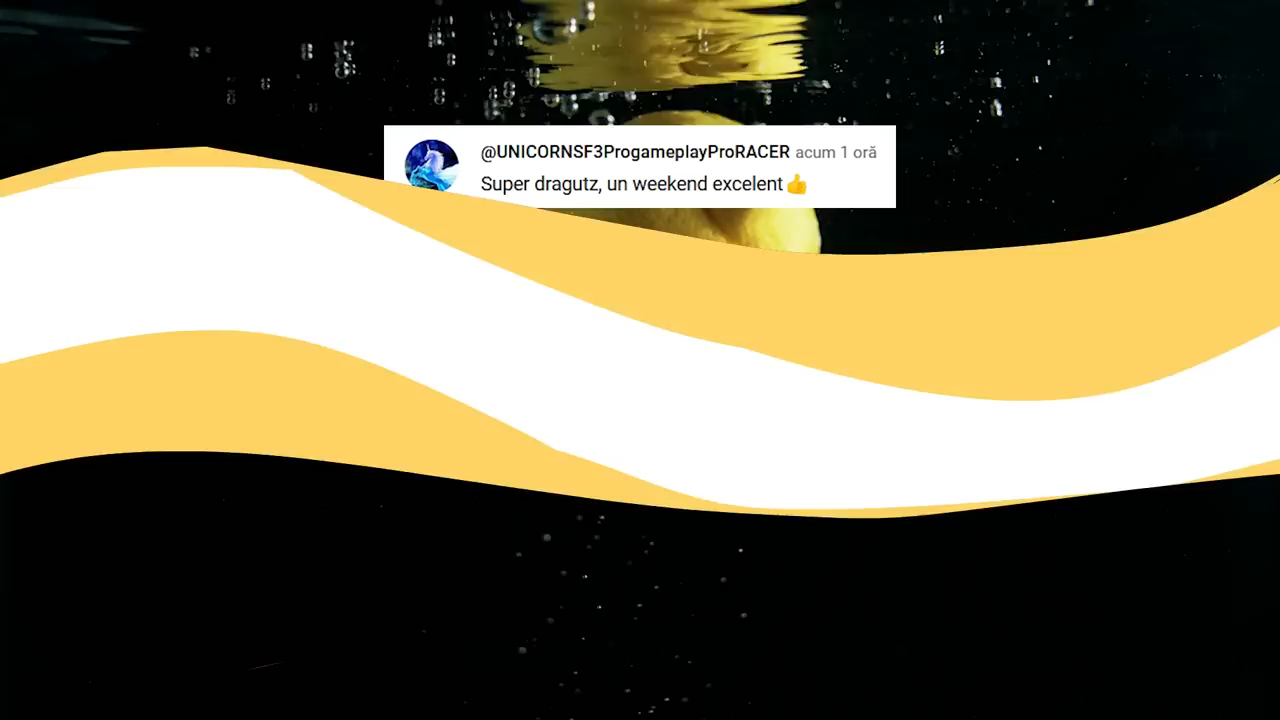 @UNICORNSF3ProgameplayProRACER acum 1 oră
Super dragutz, un weekend excelent👍